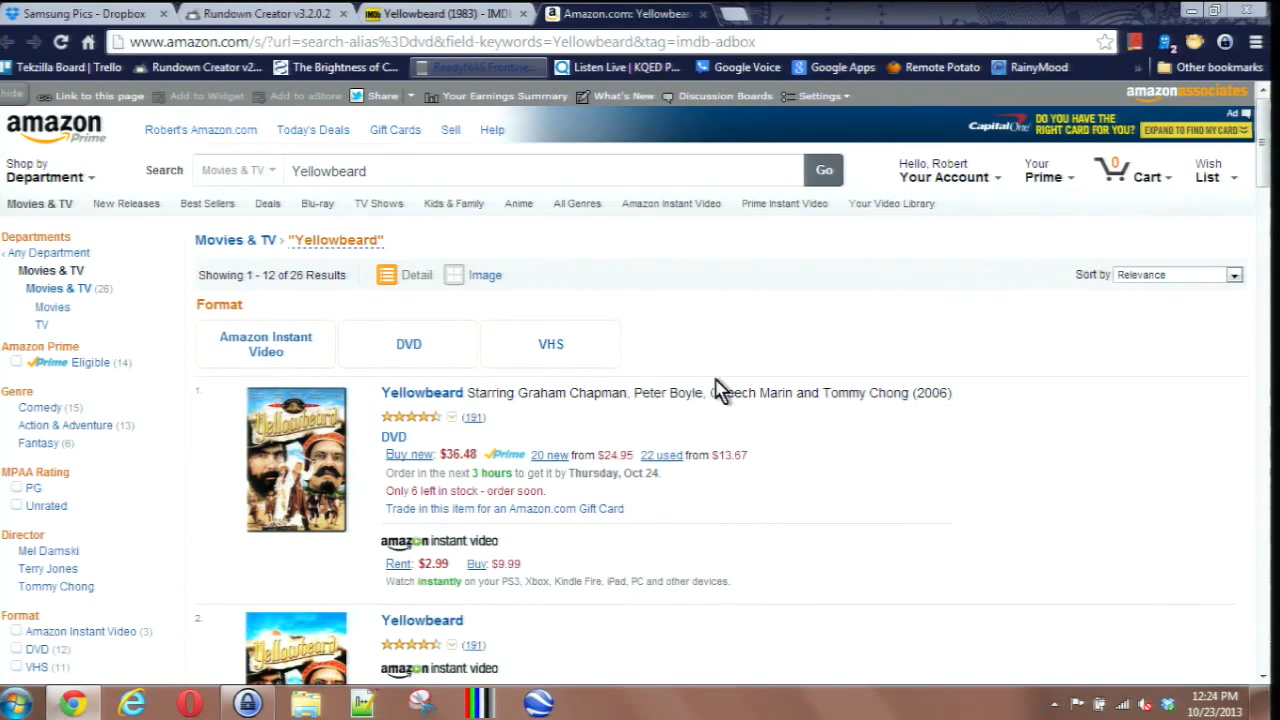 Samsung Pics - Dropbox
Rundown Creator v3.2.0.2
Yellowbeard (1983) - IMDb
Amazon.com: Yellowbear
www.amazon.com/s/?url=search-alias%3Ddvd&field-keywords=Yellowbeard&tag=imdb-adbox
Tekzilla Board | Trello
Rundown Creator v2...
The Brightness of C...
ReadyNAS Frontvie...
Listen Live | KQED P...
Google Voice
Google Apps
Remote Potato
RainyMood
»
Other bookmarks
hide
Link to this page
Add to Widget
Add to aStore
Share
Your Earnings Summary
What's New
Discussion Boards
Settings
amazonassociates
amazon
Prime
Robert's Amazon.com
Today's Deals
Gift Cards
Sell
Help
Capital One
DO YOU HAVE THE
RIGHT CARD FOR YOU?
Ad
EXPAND TO FIND MY CARD
Shop by
Department
Search
Movies & TV
Yellowbeard
Go
Hello, Robert
Your Account
Your
Prime
0
Cart
Wish
List
Movies & TV
New Releases
Best Sellers
Deals
Blu-ray
TV Shows
Kids & Family
Anime
All Genres
Amazon Instant Video
Prime Instant Video
Your Video Library
Departments
‹ Any Department
Movies & TV
Movies & TV (26)
Movies
TV
Amazon Prime
Prime Eligible (14)
Genre
Comedy (15)
Action & Adventure (13)
Fantasy (6)
MPAA Rating
PG
Unrated
Director
Mel Damski
Terry Jones
Tommy Chong
Format
Amazon Instant Video (3)
DVD (12)
VHS (11)
Movies & TV › "Yellowbeard"
Showing 1 - 12 of 26 Results
Detail
Image
Sort by
Relevance
Format
Amazon Instant
Video
DVD
VHS
1.
Yellowbeard
Yellowbeard Starring Graham Chapman, Peter Boyle, Cheech Marin and Tommy Chong (2006)
(191)
DVD
Buy new: $36.48 Prime 20 new from $24.95 22 used from $13.67
Order in the next 3 hours to get it by Thursday, Oct 24.
Only 6 left in stock - order soon.
Trade in this item for an Amazon.com Gift Card
amazon instant video
Rent: $2.99 Buy: $9.99
Watch instantly on your PS3, Xbox, Kindle Fire, iPad, PC and other devices.
2.
Yellowbeard
Yellowbeard
(191)
amazon instant video
12:24 PM
10/23/2013